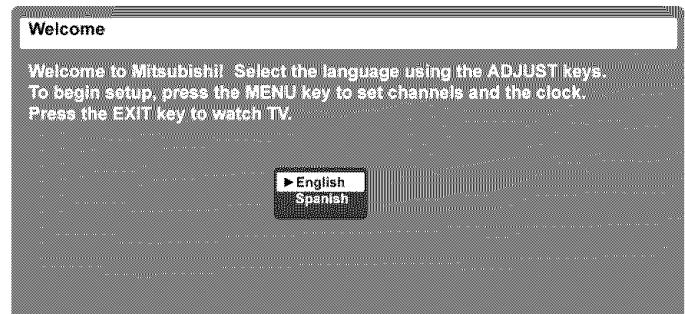 Welcome
Welcome to Mitsubishi! Select the language using the ADJUST keys.
To begin setup, press the MENU key to set channels and the clock.
Press the EXIT key to watch TV.
►English
Spanish